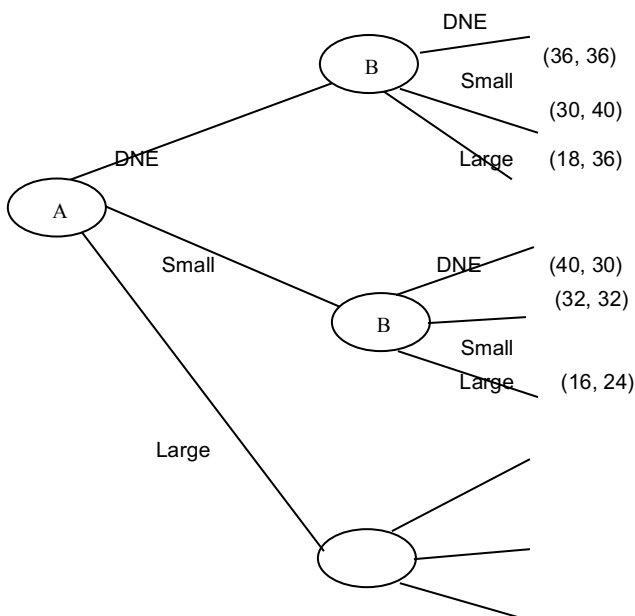 DNE
B
(36, 36)
Small
(30, 40)
DNE
Large (18, 36)
A
Small
DNE (40, 30)
(32, 32)
B
Small
Large (16, 24)
Large